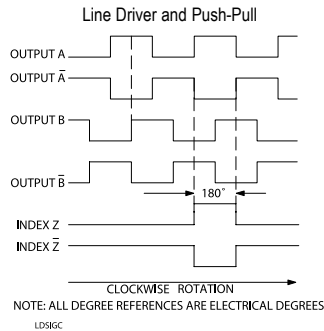 Line Driver and Push-Pull
OUTPUT A
OUTPUT A̅
OUTPUT B
OUTPUT B̅
180°
INDEX Z
INDEX Z̅
CLOCKWISE ROTATION
NOTE: ALL DEGREE REFERENCES ARE ELECTRICAL DEGREES
LDSIGC